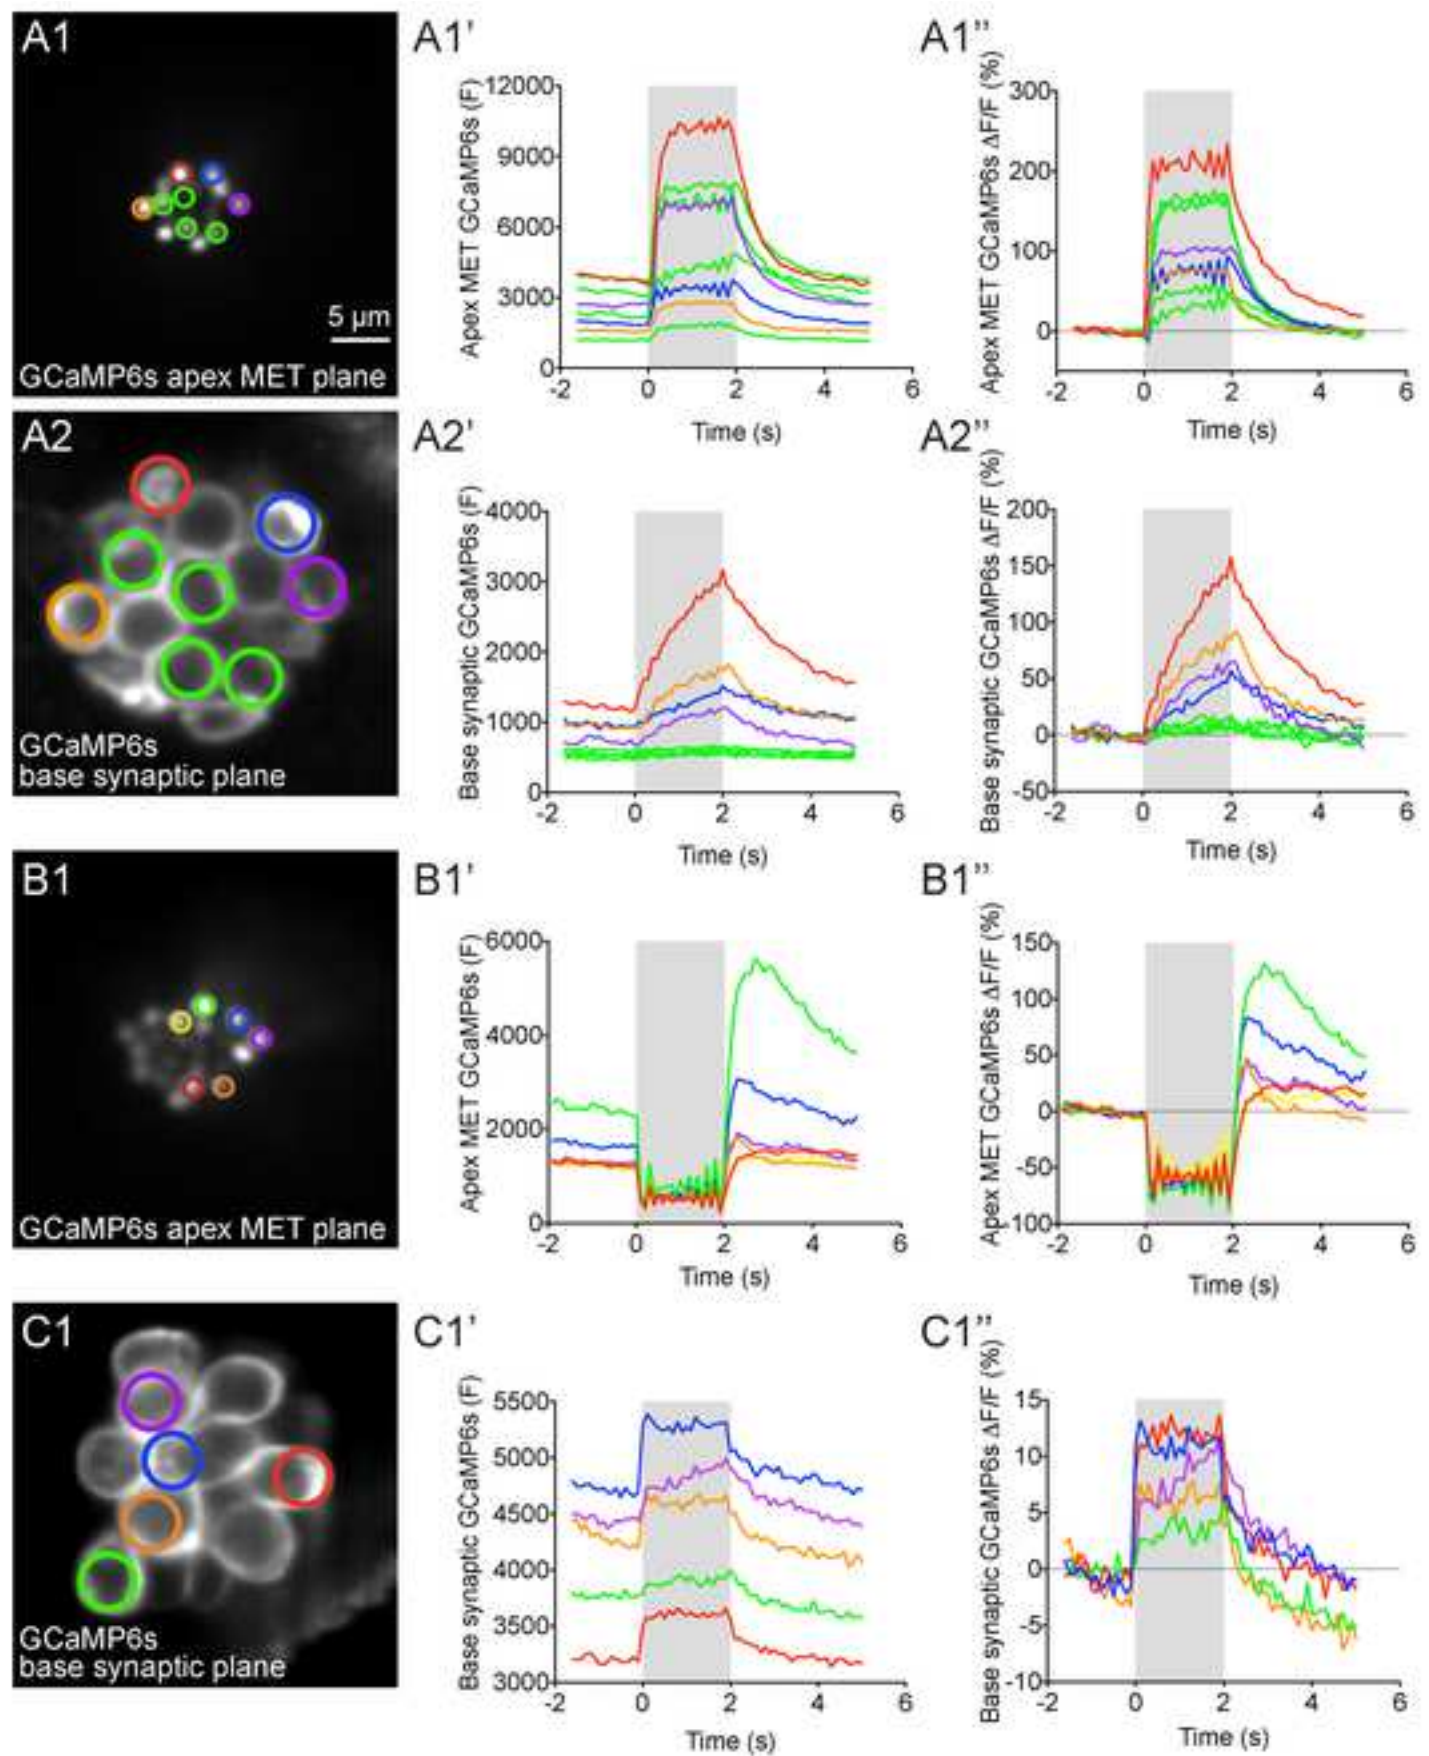 A1
5 µm
GCaMP6s apex MET plane
A1'
Apex MET GCaMP6s (F)
12000
9000
6000
3000
0
-2 0 2 4 6
Time (s)
A1”
Apex MET GCaMP6s ΔF/F (%)
300
200
100
0
-2 0 2 4 6
Time (s)
A2
GCaMP6s
base synaptic plane
A2'
Base synaptic GCaMP6s (F)
4000
3000
2000
1000
0
-2 0 2 4 6
Time (s)
A2”
Base synaptic GCaMP6s ΔF/F (%)
200
150
100
50
0
-50
-2 0 2 4 6
Time (s)
B1
GCaMP6s apex MET plane
B1'
Apex MET GCaMP6s (F)
6000
4000
2000
0
-2 0 2 4 6
Time (s)
B1”
Apex MET GCaMP6s ΔF/F (%)
150
100
50
0
-50
-100
-2 0 2 4 6
Time (s)
C1
GCaMP6s
base synaptic plane
C1'
Base synaptic GCaMP6s (F)
5500
5000
4500
4000
3500
3000
-2 0 2 4 6
Time (s)
C1”
Base synaptic GCaMP6s ΔF/F (%)
15
10
5
0
-5
-10
-2 0 2 4 6
Time (s)